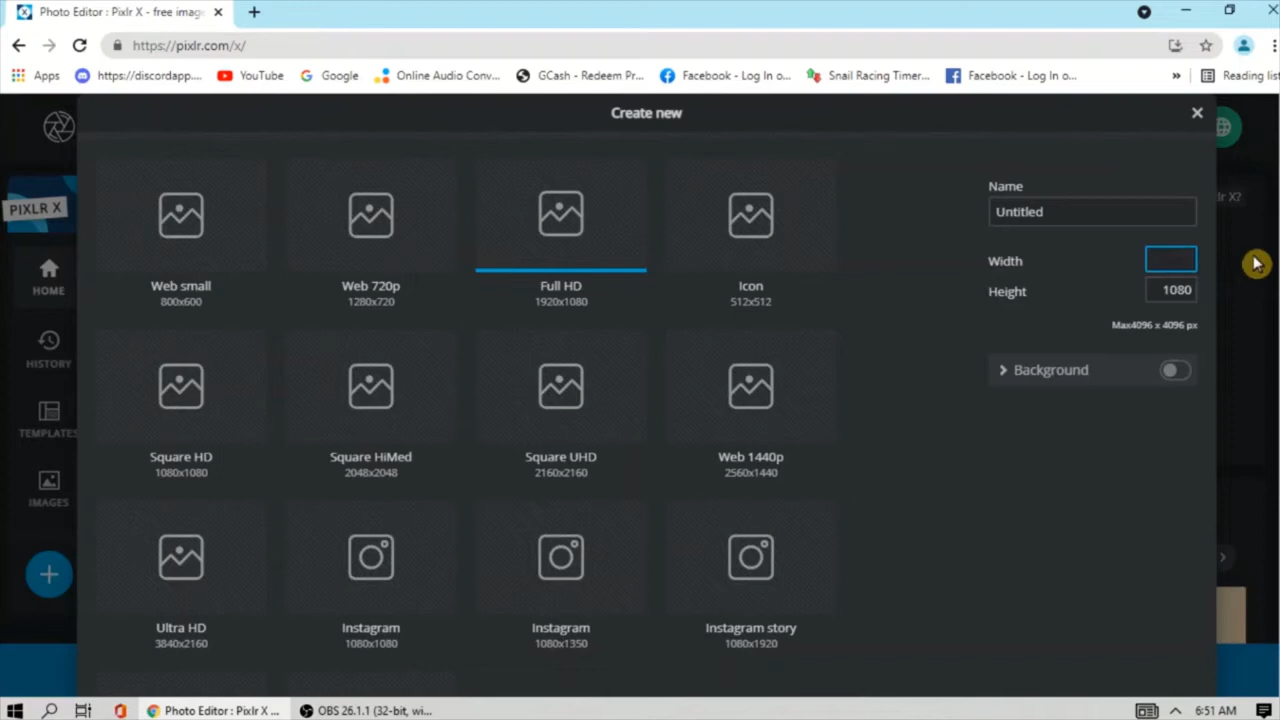 Photo Editor : Pixlr X - free imag
https://pixlr.com/x/
Apps
https://discordapp....
YouTube
Google
Online Audio Conv...
GCash - Redeem Pr...
Facebook - Log In o...
Snail Racing Timer...
Facebook - Log In o...
»
Reading list
Create new
PIXLR X
lr X?
HOME
HISTORY
TEMPLATES
IMAGES
Web small
800x600
Web 720p
1280x720
Full HD
1920x1080
Icon
512x512
Square HD
1080x1080
Square HiMed
2048x2048
Square UHD
2160x2160
Web 1440p
2560x1440
Ultra HD
3840x2160
Instagram
1080x1080
Instagram
1080x1350
Instagram story
1080x1920
Name
Untitled
Width
Height
1080
Max4096 x 4096 px
Background
Photo Editor : Pixlr X ...
OBS 26.1.1 (32-bit, wi...
6:51 AM